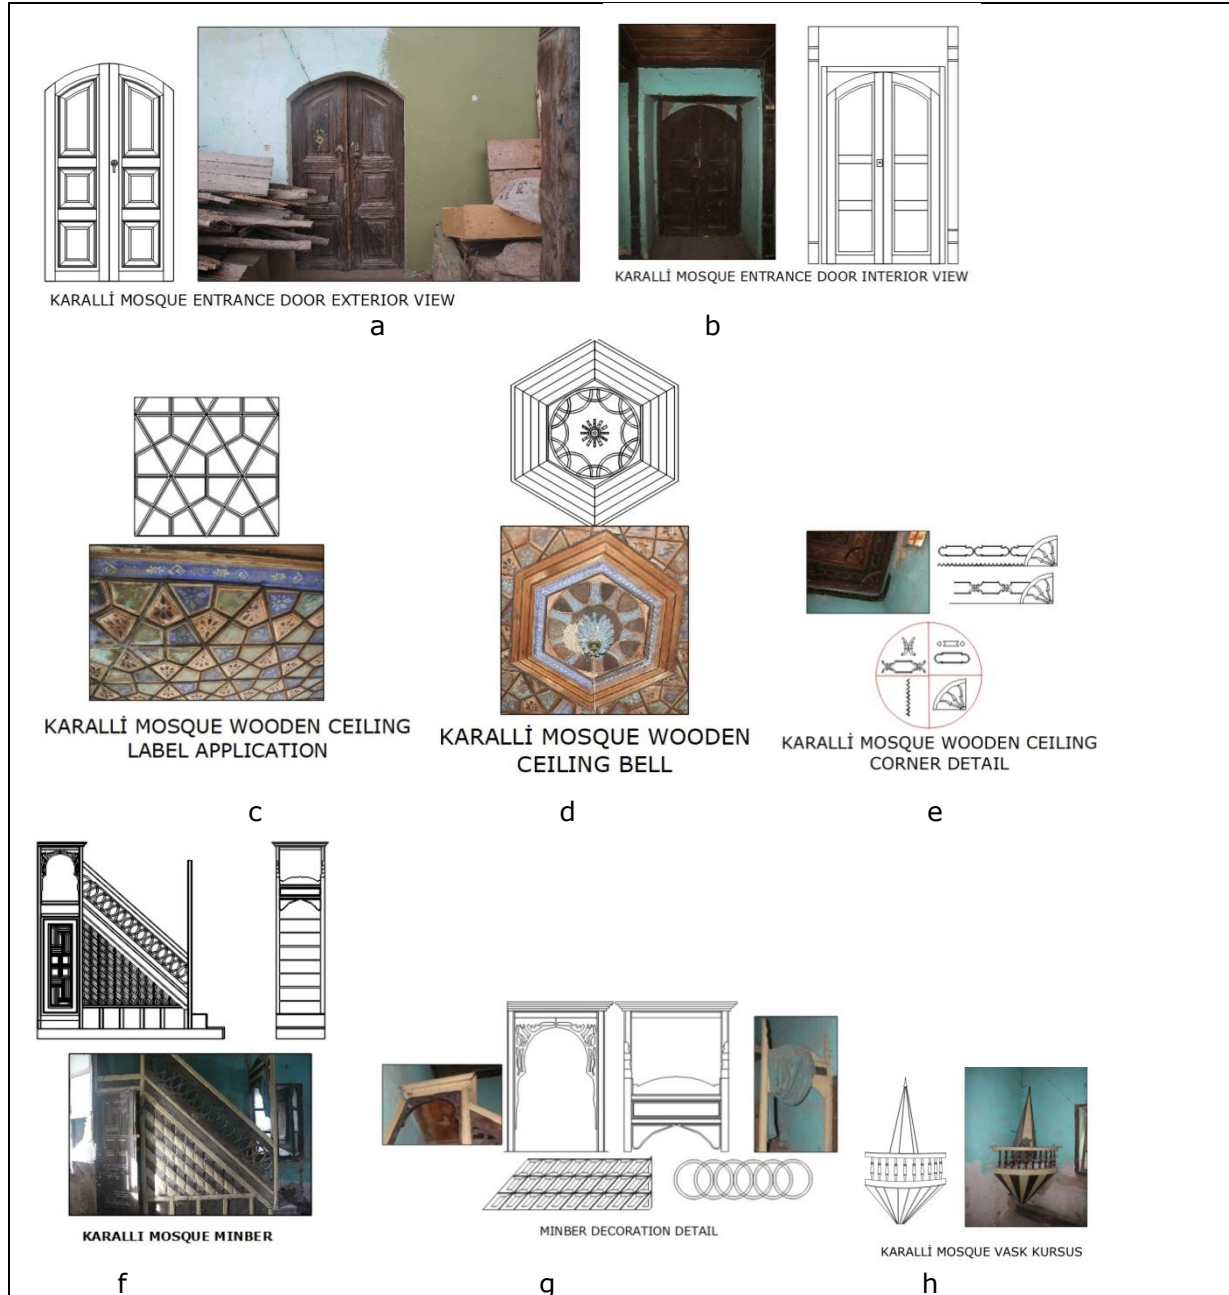 KARALLİ MOSQUE ENTRANCE DOOR EXTERIOR VIEW
KARALLİ MOSQUE ENTRANCE DOOR INTERIOR VIEW
a
b
KARALLİ MOSQUE WOODEN CEILING
LABEL APPLICATION
KARALLİ MOSQUE WOODEN
CEILING BELL
KARALLİ MOSQUE WOODEN CEILING
CORNER DETAIL
c
d
e
KARALLI MOSQUE MINBER
MINBER DECORATION DETAIL
KARALLİ MOSQUE VASK KURSUS
f
g
h